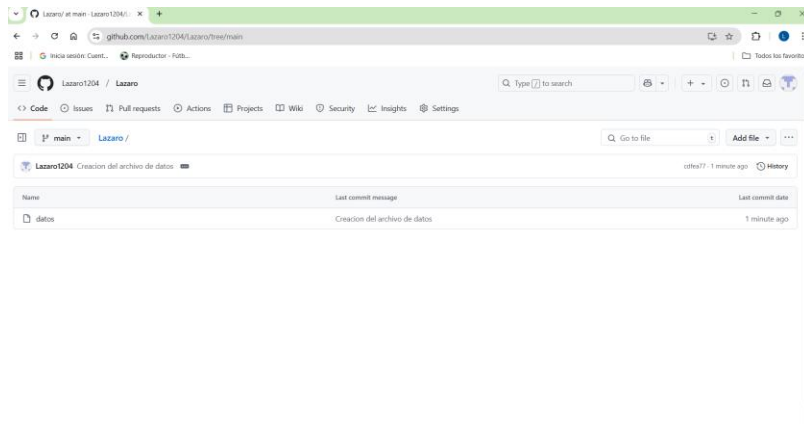 Lazaro/ at main · Lazaro1204/L
github.com/Lazaro1204/Lazaro/tree/main
Inicia sesión: Cuent... Reproductor - Fútb... Todos los favorito
Lazaro1204 / Lazaro Type / to search
Code Issues Pull requests Actions Projects Wiki Security Insights Settings
main Lazaro / Go to file t Add file
Lazaro1204 Creacion del archivo de datos cdfea77 · 1 minute ago History
Name Last commit message Last commit date
datos Creacion del archivo de datos 1 minute ago